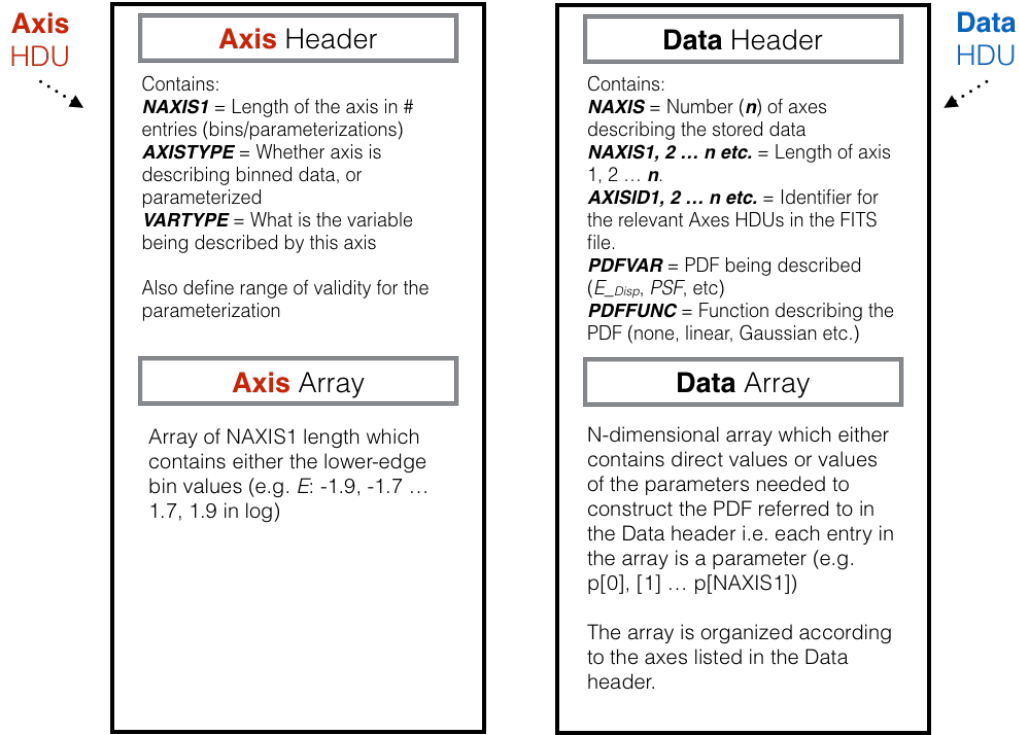 Axis
HDU
Axis Header
Contains:
NAXIS1 = Length of the axis in #
entries (bins/parameterizations)
AXISTYPE = Whether axis is
describing binned data, or
parameterized
VARTYPE = What is the variable
being described by this axis
Also define range of validity for the
parameterization
Axis Array
Array of NAXIS1 length which
contains either the lower-edge
bin values (e.g. E: -1.9, -1.7 ...
1.7, 1.9 in log)
Data Header
Contains:
NAXIS = Number (n) of axes
describing the stored data
NAXIS1, 2 ... n etc. = Length of axis
1, 2 ... n.
AXISID1, 2 ... n etc. = Identifier for
the relevant Axes HDUs in the FITS
file.
PDFVAR = PDF being described
(E_Disp, PSF, etc)
PDFFUNC = Function describing the
PDF (none, linear, Gaussian etc.)
Data Array
N-dimensional array which either
contains direct values or values
of the parameters needed to
construct the PDF referred to in
the Data header i.e. each entry in
the array is a parameter (e.g.
p[0], [1] ... p[NAXIS1])
The array is organized according
to the axes listed in the Data
header.
Data
HDU